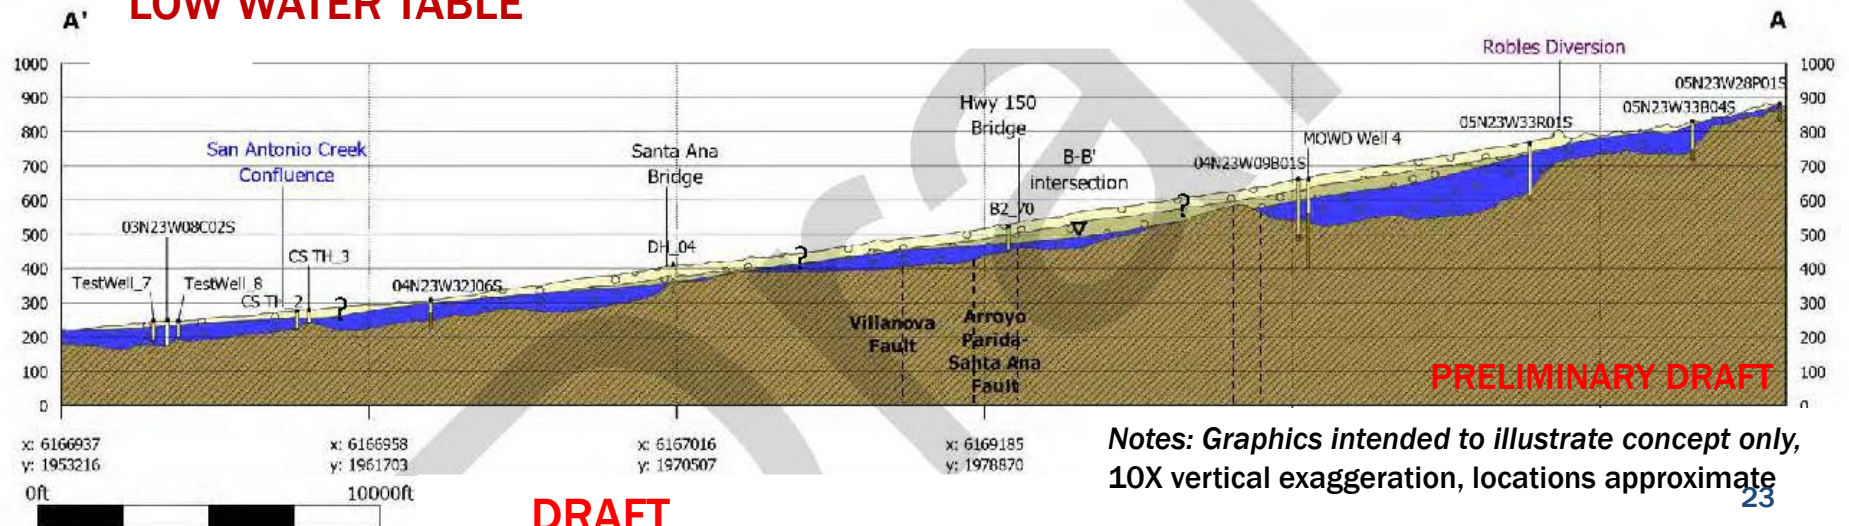 LOW WATER TABLE
A'
A
Robles Diversion
1000
1000
05N23W28P01S
900
Hwy 150
Bridge
05N23W33B04S
900
05N23W33R01S
800
San Antonio Creek
Confluence
Santa Ana
Bridge
B-B'
intersection
04N23W09B01S
MOWD Well 4
800
700
700
600
B2_70
?
600
03N23W08C02S
500
DH_04
500
CS TH_3
?
400
400
TestWell_7
TestWell_8
CS TH_2
?
04N23W32J06S
300
300
200
Villanova
Fault
Arroyo
Parida-
Santa Ana
Fault
200
100
PRELIMINARY DRAFT
100
0
0
x: 6166937
y: 1953216
x: 6166958
y: 1961703
x: 6167016
y: 1970507
x: 6169185
y: 1978870
Notes: Graphics intended to illustrate concept only,
10X vertical exaggeration, locations approximate
0ft
10000ft
23
DRAFT